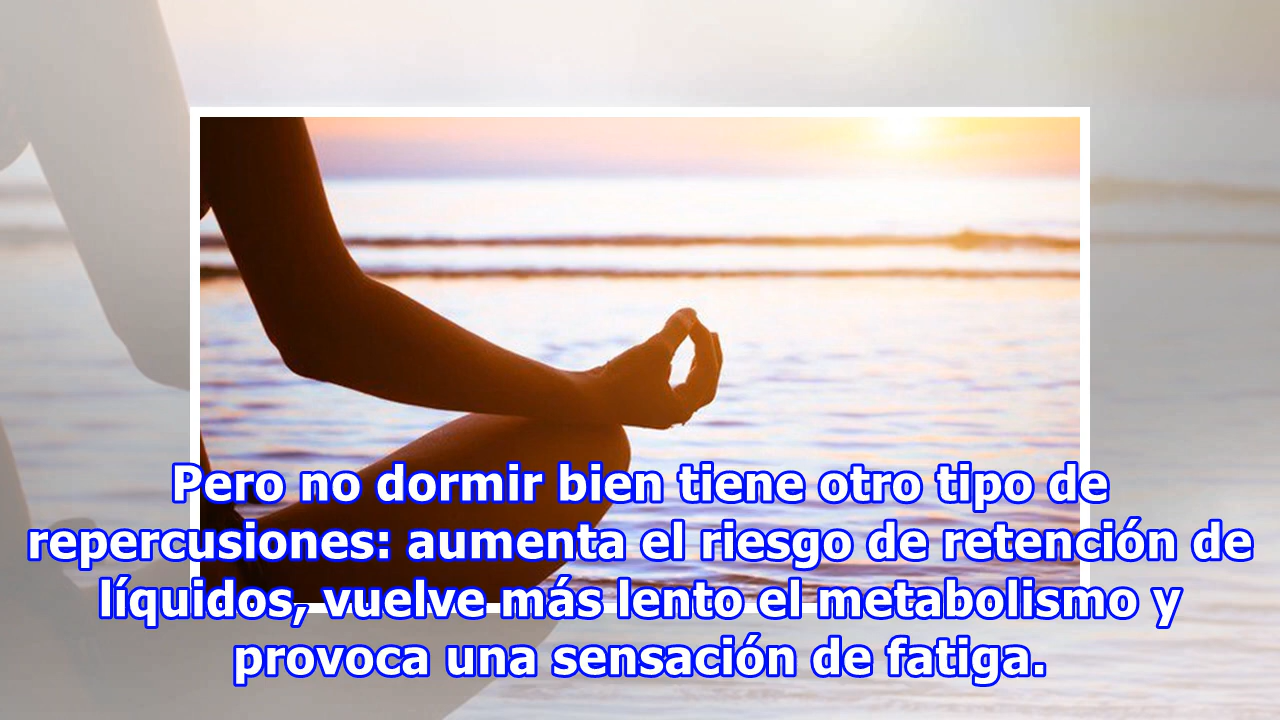 Pero no dormir bien tiene otro tipo de
repercusiones: aumenta el riesgo de retención de
líquidos, vuelve más lento el metabolismo y
provoca una sensación de fatiga.